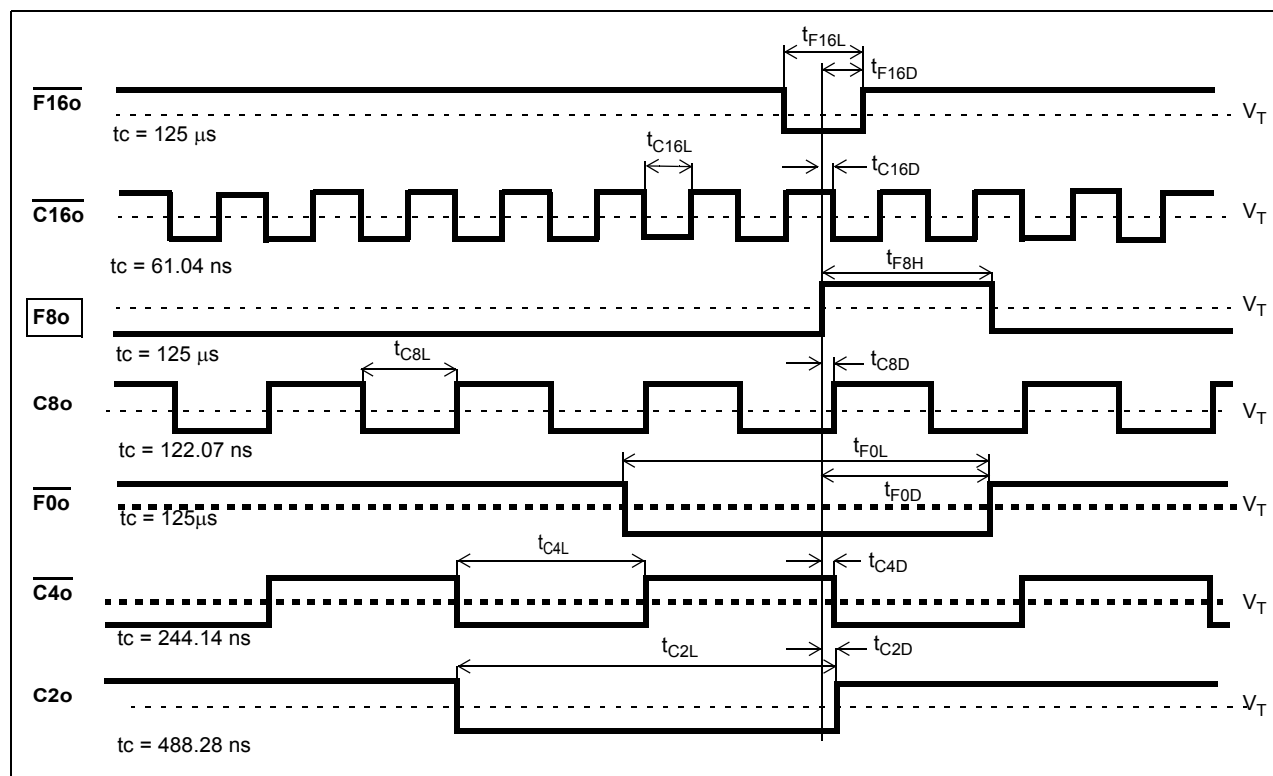 tF16L
tF16D
F16o
VT
tc = 125 μs
tC16L
tC16D
C16o
VT
tc = 61.04 ns
tF8H
F8o
VT
tc = 125 μs
tC8L
tC8D
C8o
VT
tc = 122.07 ns
tF0L
F0o
tF0D
VT
tc = 125μs
tC4L
tC4D
C4o
VT
tc = 244.14 ns
tC2L
tC2D
C2o
VT
tc = 488.28 ns